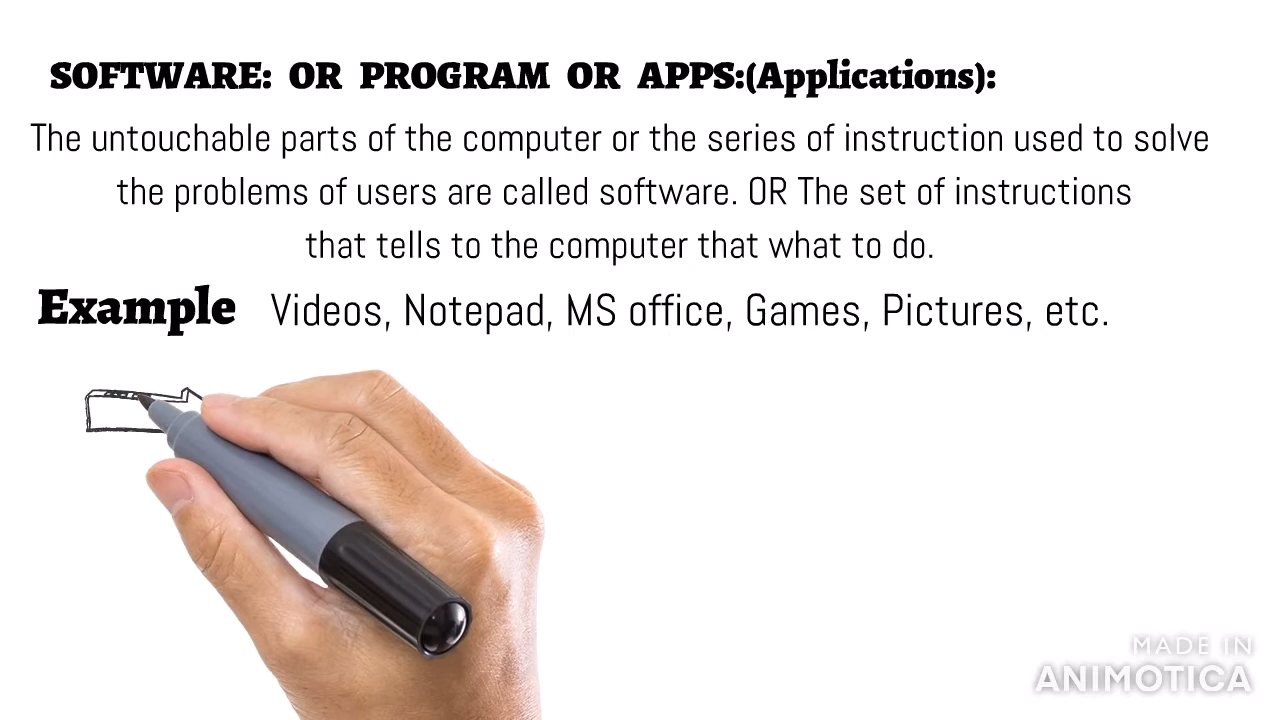 SOFTWARE: OR PROGRAM OR APPS:(Applications):
The untouchable parts of the computer or the series of instruction used to solve
the problems of users are called software. OR The set of instructions
that tells to the computer that what to do.
Example Videos, Notepad, MS office, Games, Pictures, etc.
MADE IN
ANIMOTICA